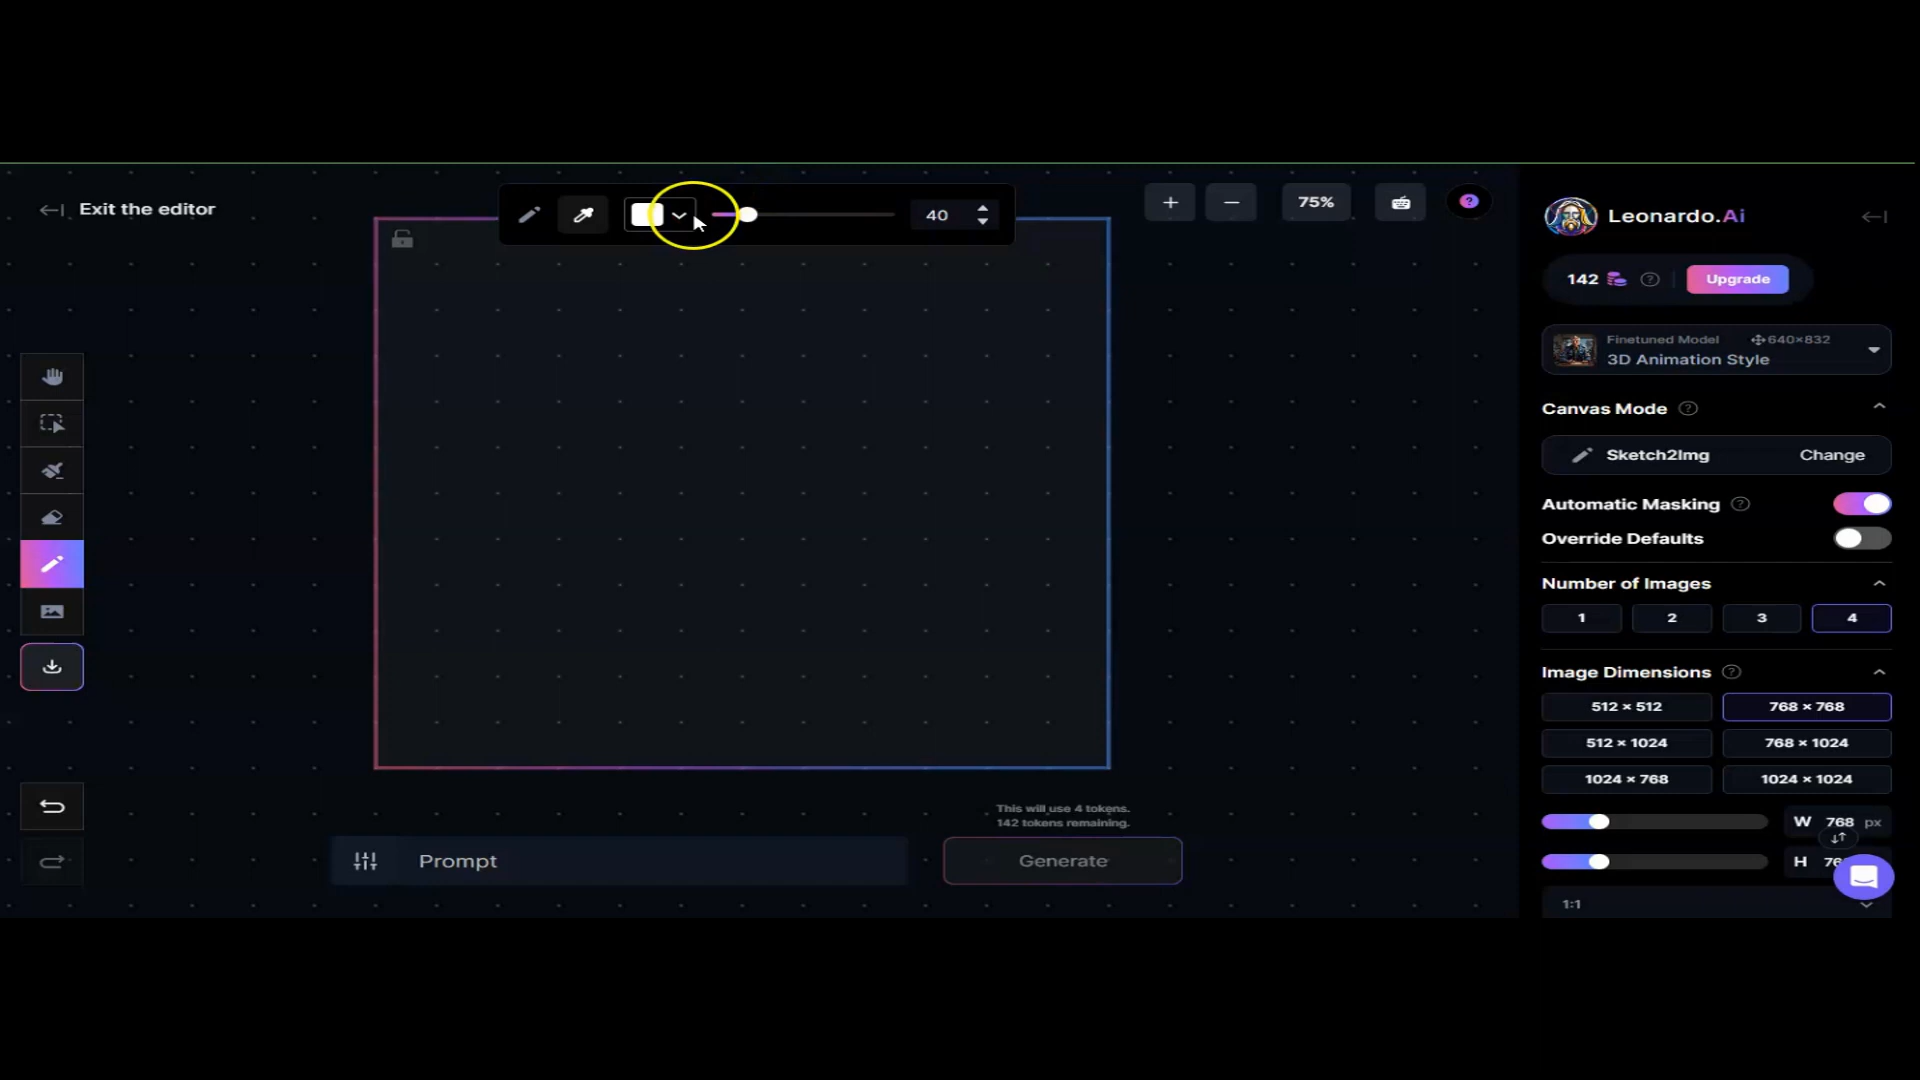 Exit the editor
40
75%
?
Leonardo.Ai
142 ? Upgrade
Finetuned Model 640×832
3D Animation Style
Canvas Mode ?
Sketch2Img Change
Automatic Masking ?
Override Defaults
Number of Images
1 2 3 4
Image Dimensions ?
512 × 512 768 × 768
512 × 1024 768 × 1024
1024 × 768 1024 × 1024
W 768 px
H 76
1:1
This will use 4 tokens.
142 tokens remaining.
Prompt
Generate